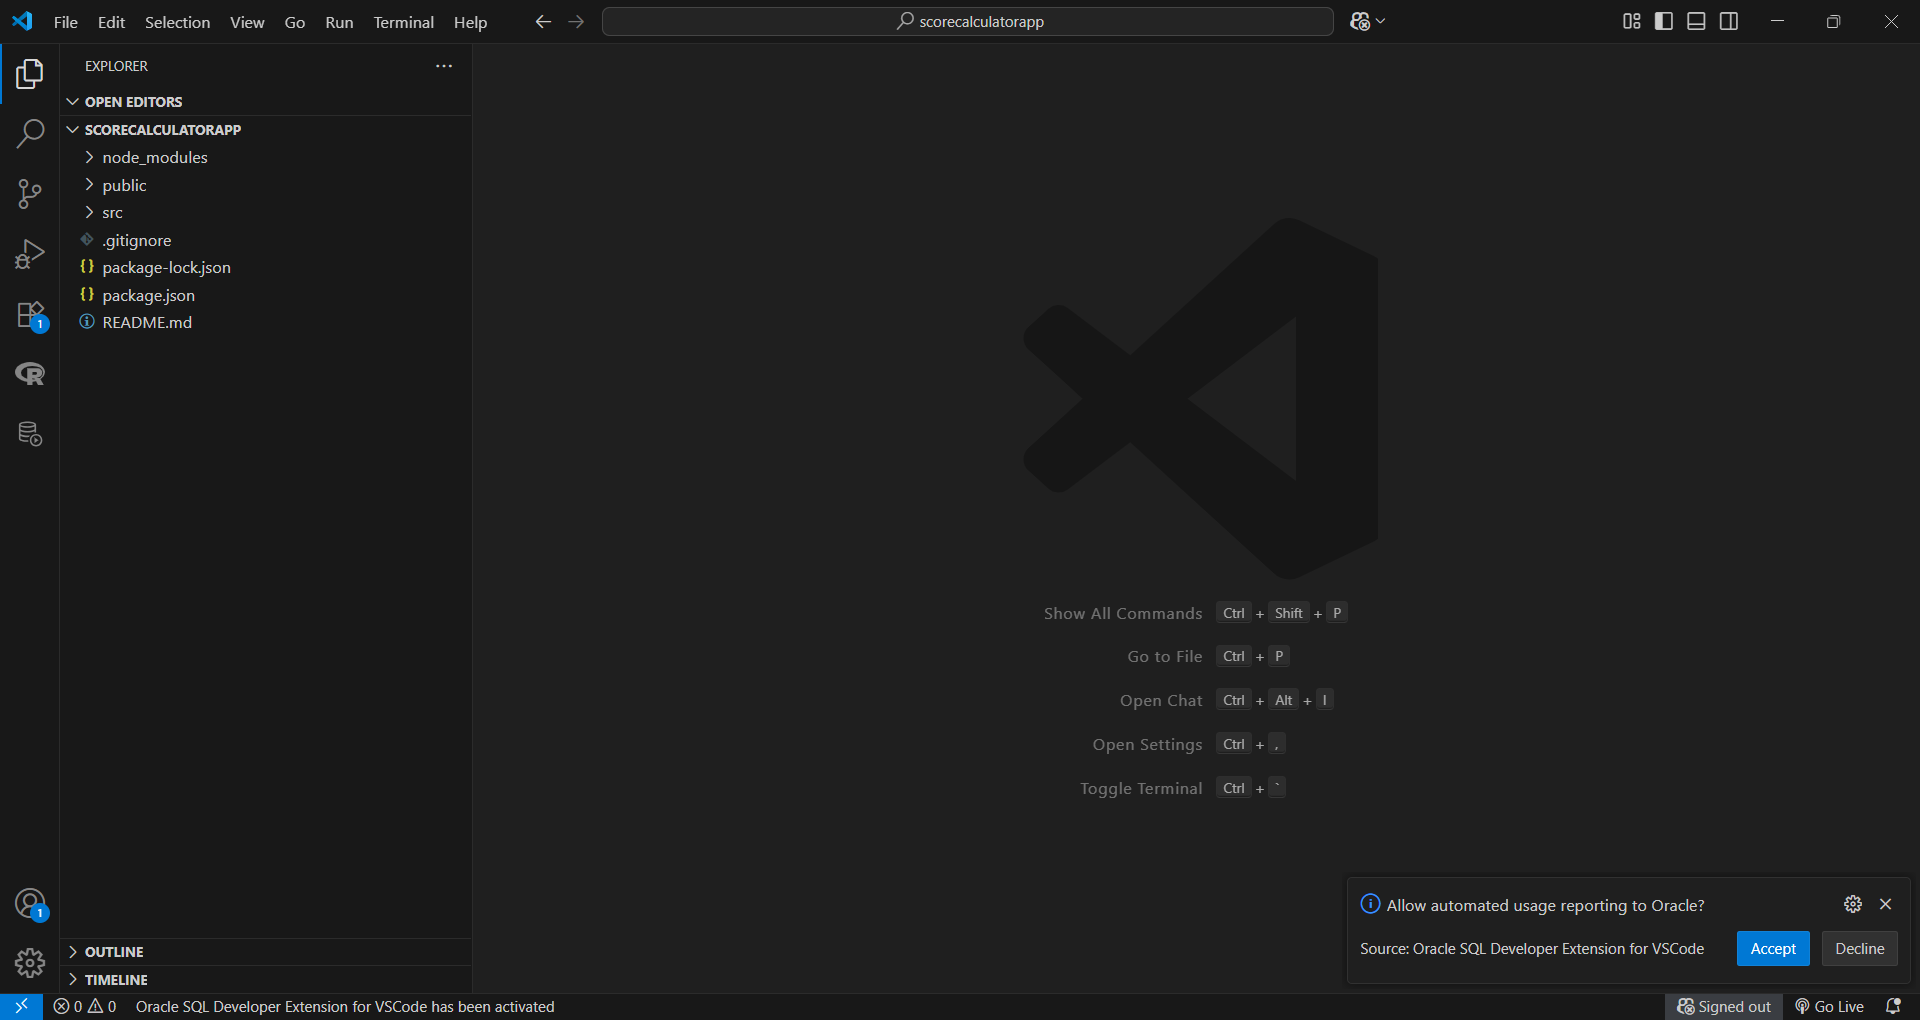 File Edit Selection View Go Run Terminal Help
scorecalculatorapp
EXPLORER
OPEN EDITORS
SCORECALCULATORAPP
node_modules
public
src
.gitignore
package-lock.json
package.json
README.md
1
1
OUTLINE
TIMELINE
Show All Commands Ctrl + Shift + P
Go to File Ctrl + P
Open Chat Ctrl + Alt + I
Open Settings Ctrl + ,
Toggle Terminal Ctrl + `
Allow automated usage reporting to Oracle?
Source: Oracle SQL Developer Extension for VSCode Accept Decline
0 0 Oracle SQL Developer Extension for VSCode has been activated Signed out Go Live